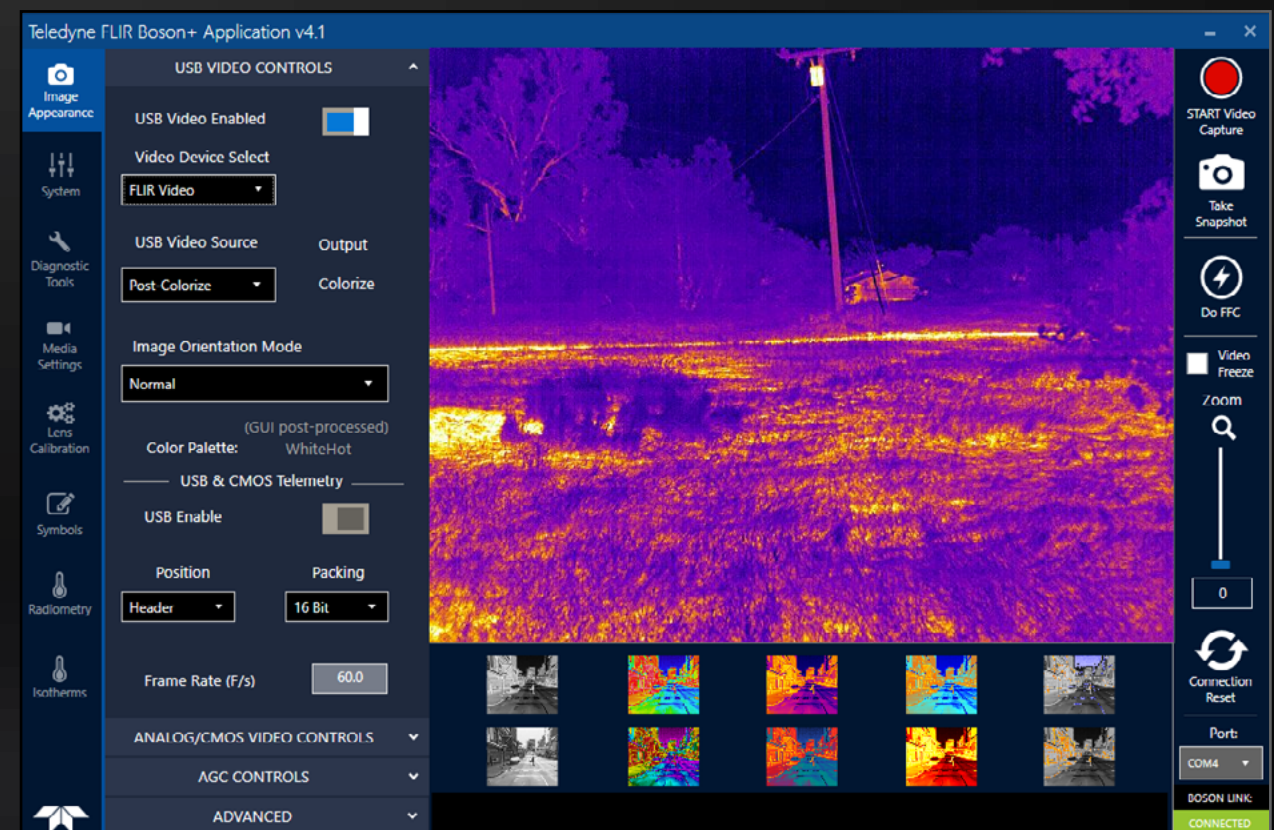 Teledyne FLIR Boson+ Application v4.1
Image
Appearance
System
Diagnostic
Tools
Media
Settings
Lens
Calibration
Symbols
Radiometry
Isotherms
USB VIDEO CONTROLS
USB Video Enabled
Video Device Select
FLIR Video
USB Video Source
Output
Post-Colorize
Colorize
Image Orientation Mode
Normal
(GUI post-processed)
Color Palette: WhiteHot
USB & CMOS Telemetry
USB Enable
Position Packing
Header 16 Bit
Frame Rate (F/s) 60.0
ANALOG/CMOS VIDEO CONTROLS
AGC CONTROLS
ADVANCED
START Video
Capture
Take
Snapshot
Do FFC
Video
Freeze
Zoom
0
Connection
Reset
Port:
COM4
BOSON LINK:
CONNECTED